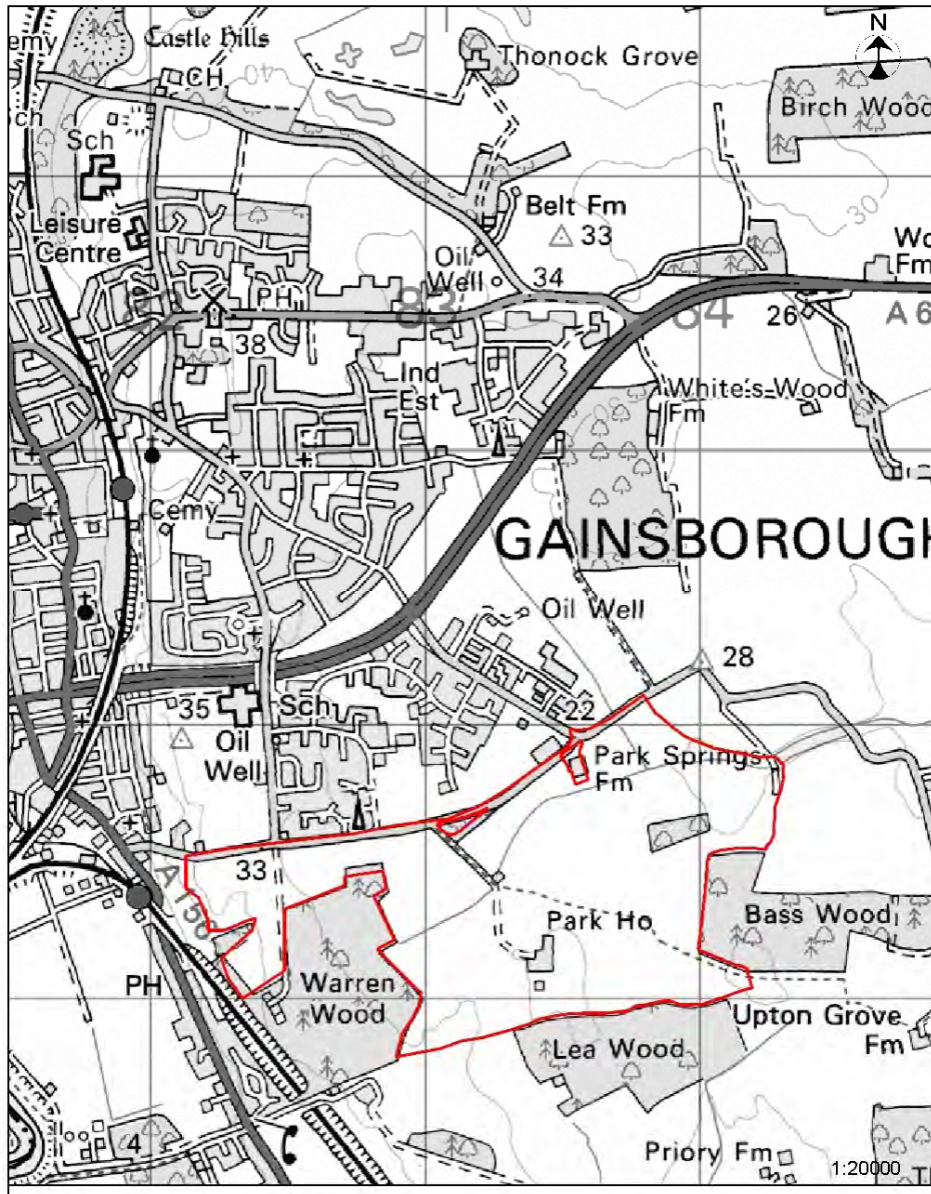 N
Castle Hills
CH
40
Thonock Grove
Birch Wood
Sch
Leisure
Centre
Belt Fm
33
30
Oil
Well
34
PH
83
84
26
A 6
38
Ind
Est
White's Wood
Fm
Cemy
GAINSBOROUGH
Oil Well
28
35
Sch
22
Oil
Well
Park Springs
Fm
33
A 156
Park Ho
Bass Wood
PH
Warren
Wood
Upton Grove
Fm
Lea Wood
4
Priory Fm
1:20000